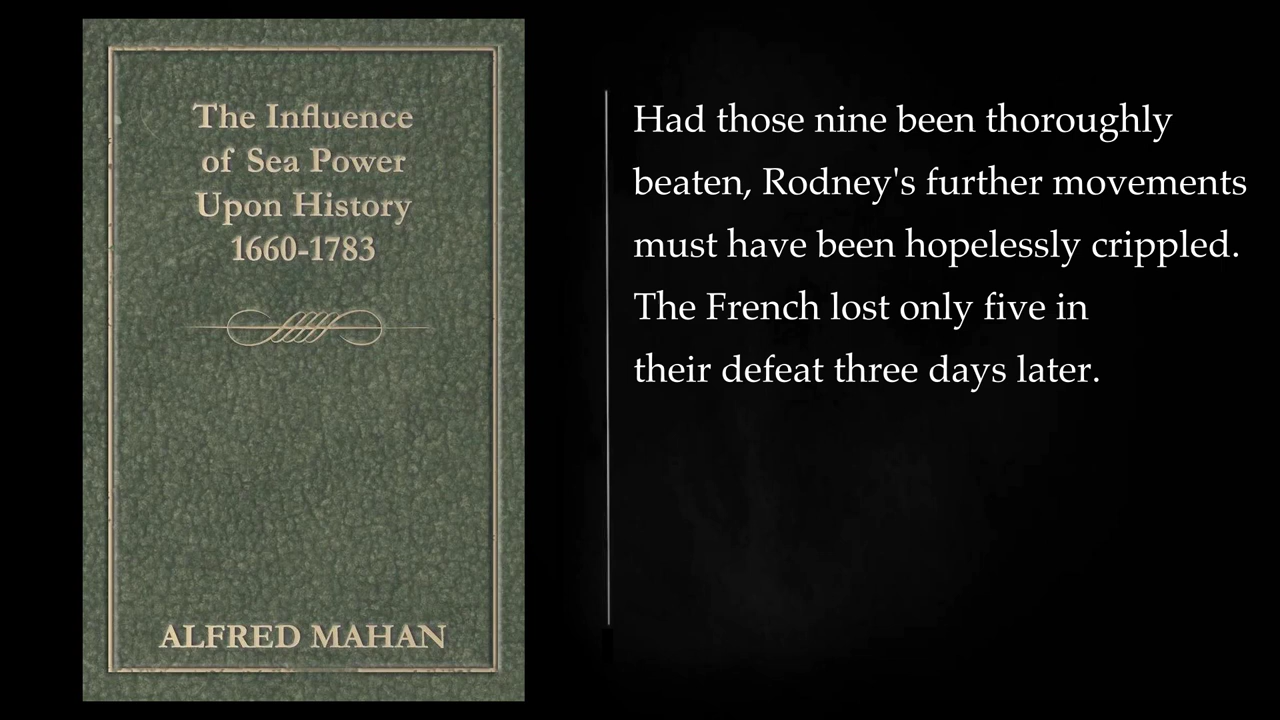 The Influence
of Sea Power
Upon History
1660-1783
ALFRED MAHAN
Had those nine been thoroughly
beaten, Rodney's further movements
must have been hopelessly crippled.
The French lost only five in
their defeat three days later.